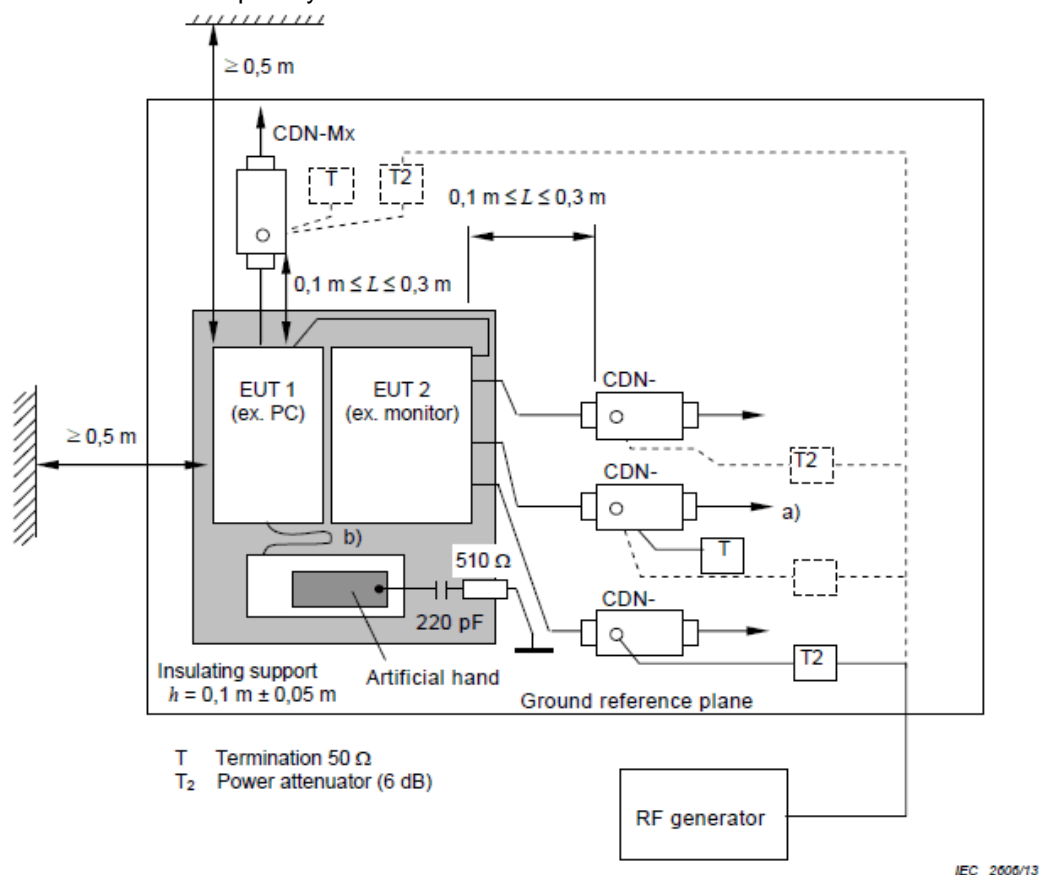 ≥ 0,5 m
CDN-Mx
T
T2
0,1 m ≤ L ≤ 0,3 m
0,1 m ≤ L ≤ 0,3 m
EUT 1
(ex. PC)
EUT 2
(ex. monitor)
CDN-
≥ 0,5 m
T2
CDN-
a)
b)
T
510 Ω
CDN-
220 pF
T2
Insulating support
h = 0,1 m ± 0,05 m
Artificial hand
Ground reference plane
T Termination 50 Ω
T₂ Power attenuator (6 dB)
RF generator
IEC 2606/13